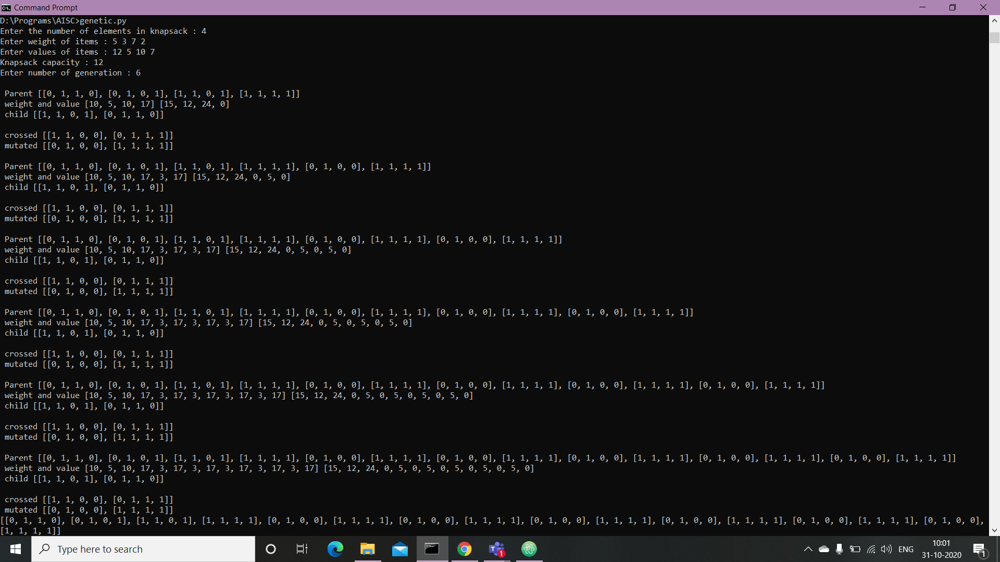 Command Prompt
D:\Programs\AISC>genetic.py
Enter the number of elements in knapsack : 4
Enter weight of items : 5 3 7 2
Enter values of items : 12 5 10 7
Knapsack capacity : 12
Enter number of generation : 6
Parent [[0, 1, 1, 0], [0, 1, 0, 1], [1, 1, 0, 1], [1, 1, 1, 1]]
weight and value [10, 5, 10, 17] [15, 12, 24, 0]
child [[1, 1, 0, 1], [0, 1, 1, 0]]
crossed [[1, 1, 0, 0], [0, 1, 1, 1]]
mutated [[0, 1, 0, 0], [1, 1, 1, 1]]
Parent [[0, 1, 1, 0], [0, 1, 0, 1], [1, 1, 0, 1], [1, 1, 1, 1], [0, 1, 0, 0], [1, 1, 1, 1]]
weight and value [10, 5, 10, 17, 3, 17] [15, 12, 24, 0, 5, 0]
child [[1, 1, 0, 1], [0, 1, 1, 0]]
crossed [[1, 1, 0, 0], [0, 1, 1, 1]]
mutated [[0, 1, 0, 0], [1, 1, 1, 1]]
Parent [[0, 1, 1, 0], [0, 1, 0, 1], [1, 1, 0, 1], [1, 1, 1, 1], [0, 1, 0, 0], [1, 1, 1, 1], [0, 1, 0, 0], [1, 1, 1, 1]]
weight and value [10, 5, 10, 17, 3, 17, 3, 17] [15, 12, 24, 0, 5, 0, 5, 0]
child [[1, 1, 0, 1], [0, 1, 1, 0]]
crossed [[1, 1, 0, 0], [0, 1, 1, 1]]
mutated [[0, 1, 0, 0], [1, 1, 1, 1]]
Parent [[0, 1, 1, 0], [0, 1, 0, 1], [1, 1, 0, 1], [1, 1, 1, 1], [0, 1, 0, 0], [1, 1, 1, 1], [0, 1, 0, 0], [1, 1, 1, 1], [0, 1, 0, 0], [1, 1, 1, 1]]
weight and value [10, 5, 10, 17, 3, 17, 3, 17, 3, 17] [15, 12, 24, 0, 5, 0, 5, 0, 5, 0]
child [[1, 1, 0, 1], [0, 1, 1, 0]]
crossed [[1, 1, 0, 0], [0, 1, 1, 1]]
mutated [[0, 1, 0, 0], [1, 1, 1, 1]]
Parent [[0, 1, 1, 0], [0, 1, 0, 1], [1, 1, 0, 1], [1, 1, 1, 1], [0, 1, 0, 0], [1, 1, 1, 1], [0, 1, 0, 0], [1, 1, 1, 1], [0, 1, 0, 0], [1, 1, 1, 1], [0, 1, 0, 0], [1, 1, 1, 1]]
weight and value [10, 5, 10, 17, 3, 17, 3, 17, 3, 17, 3, 17] [15, 12, 24, 0, 5, 0, 5, 0, 5, 0, 5, 0]
child [[1, 1, 0, 1], [0, 1, 1, 0]]
crossed [[1, 1, 0, 0], [0, 1, 1, 1]]
mutated [[0, 1, 0, 0], [1, 1, 1, 1]]
Parent [[0, 1, 1, 0], [0, 1, 0, 1], [1, 1, 0, 1], [1, 1, 1, 1], [0, 1, 0, 0], [1, 1, 1, 1], [0, 1, 0, 0], [1, 1, 1, 1], [0, 1, 0, 0], [1, 1, 1, 1], [0, 1, 0, 0], [1, 1, 1, 1], [0, 1, 0, 0], [1, 1, 1, 1]]
weight and value [10, 5, 10, 17, 3, 17, 3, 17, 3, 17, 3, 17, 3, 17] [15, 12, 24, 0, 5, 0, 5, 0, 5, 0, 5, 0, 5, 0]
child [[1, 1, 0, 1], [0, 1, 1, 0]]
crossed [[1, 1, 0, 0], [0, 1, 1, 1]]
mutated [[0, 1, 0, 0], [1, 1, 1, 1]]
[[0, 1, 1, 0], [0, 1, 0, 1], [1, 1, 0, 1], [1, 1, 1, 1], [0, 1, 0, 0], [1, 1, 1, 1], [0, 1, 0, 0], [1, 1, 1, 1], [0, 1, 0, 0], [1, 1, 1, 1], [0, 1, 0, 0], [1, 1, 1, 1], [0, 1, 0, 0], [1, 1, 1, 1], [0, 1, 0, 0],
[1, 1, 1, 1]]
Type here to search
1
ENG
10:01
31-10-2020
1